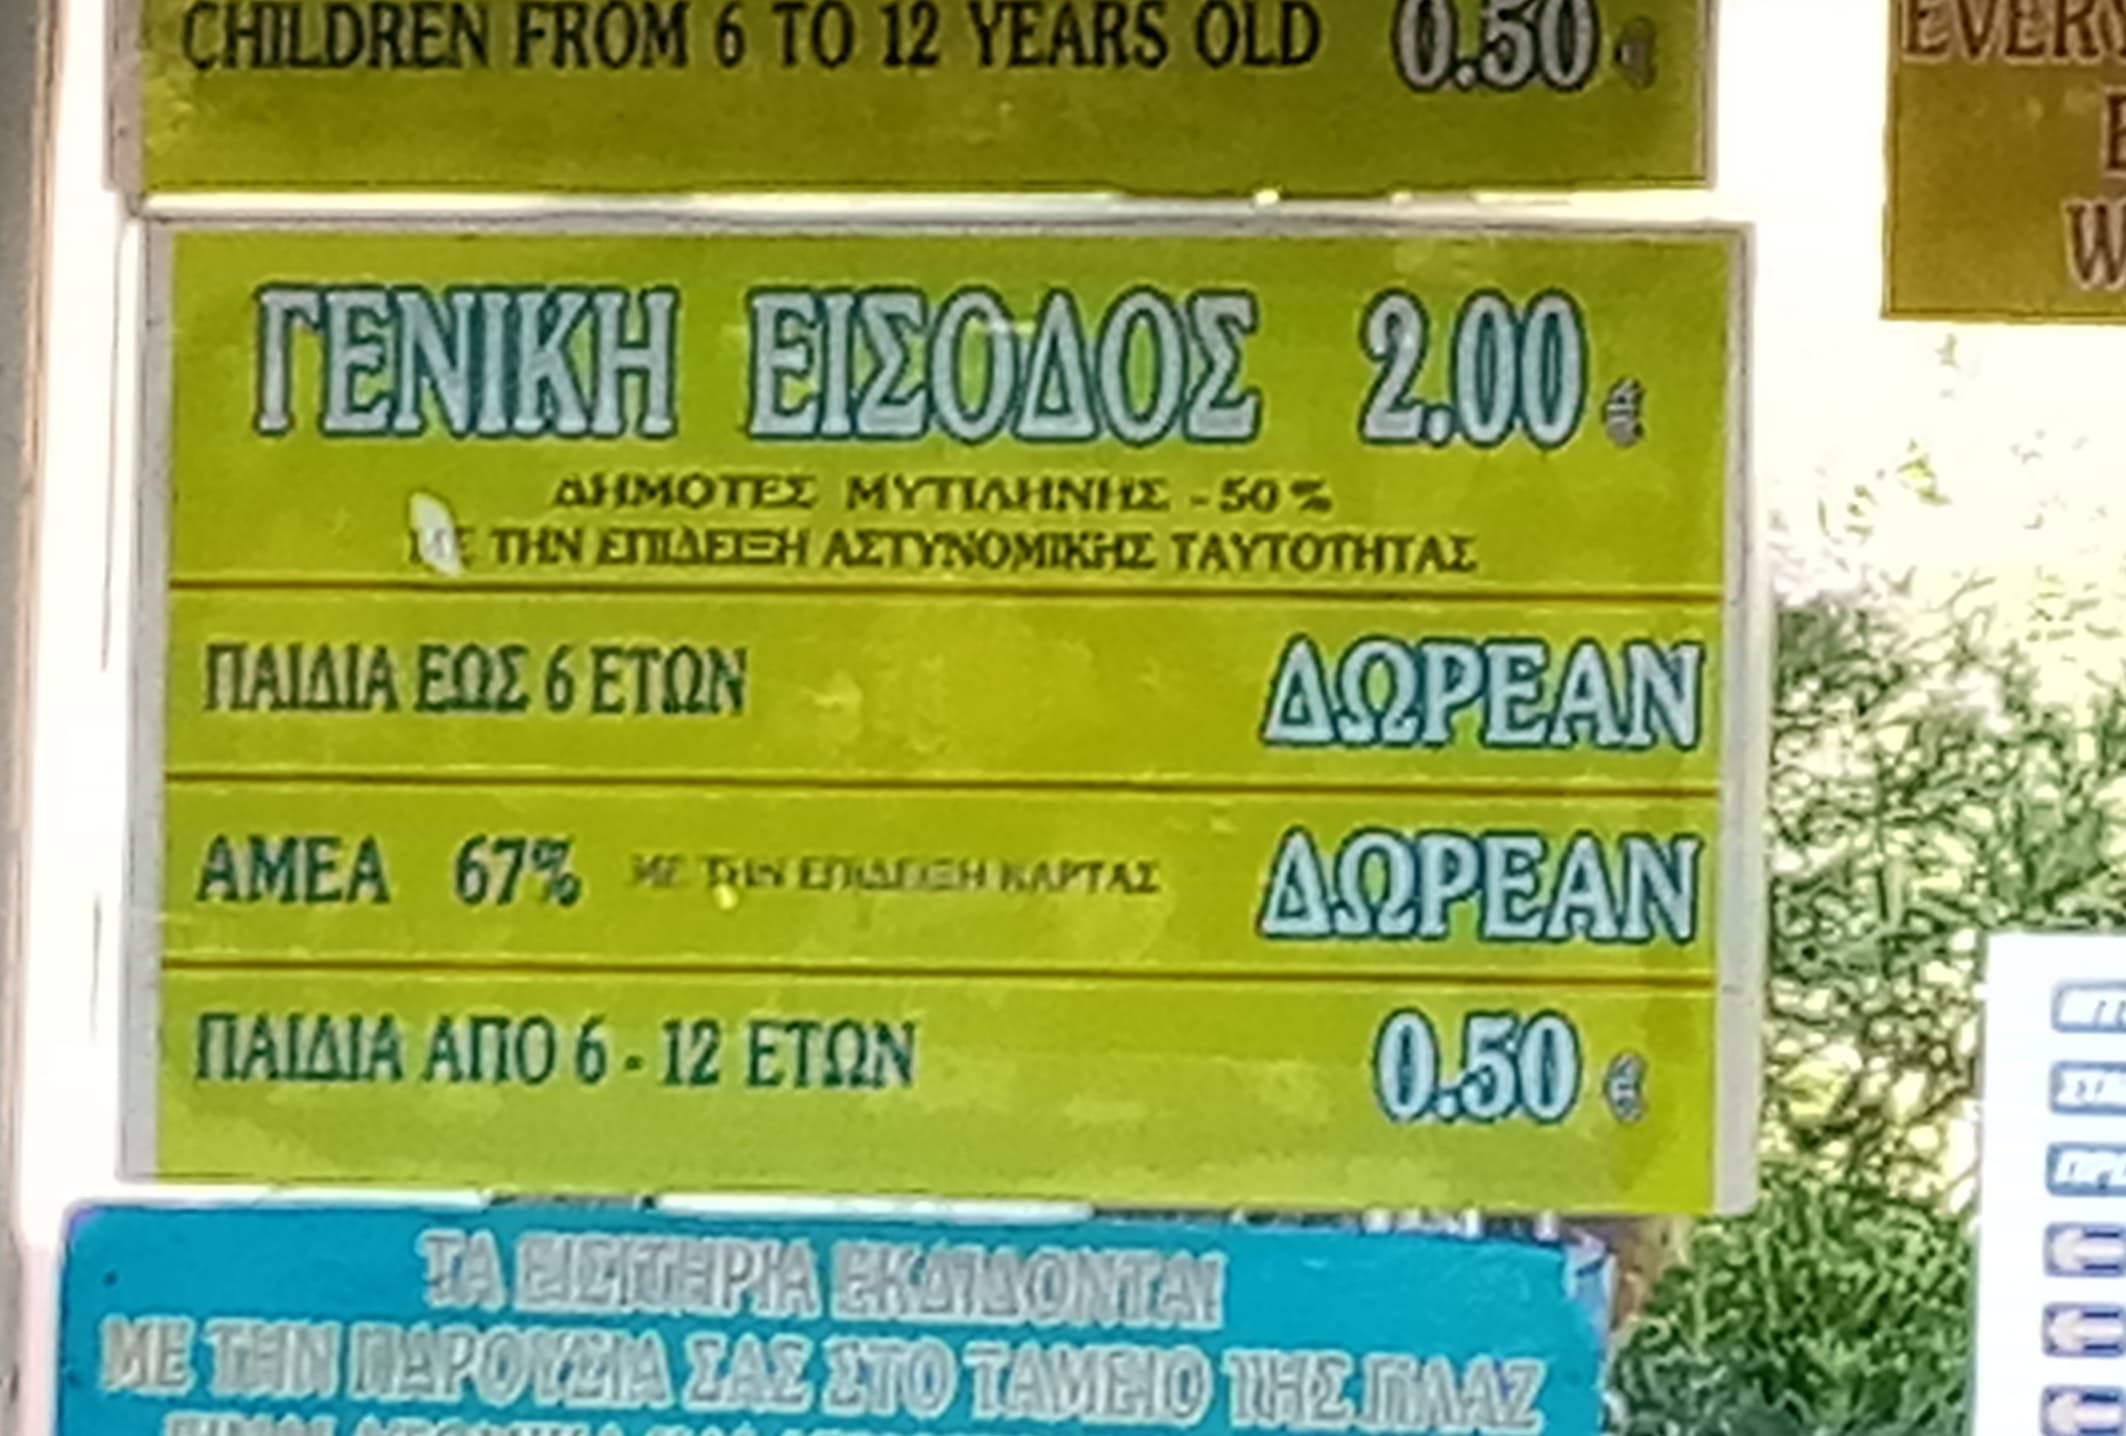 CHILDREN FROM 6 TO 12 YEARS OLD 0.50 €
ΓΕΝΙΚΗ ΕΙΣΟΔΟΣ 2.00 €
ΔΗΜΟΤΕΣ ΜΥΤΙΛΗΝΗΣ - 50 %
ΜΕ ΤΗΝ ΕΠΙΔΕΙΞΗ ΑΣΤΥΝΟΜΙΚΗΣ ΤΑΥΤΟΤΗΤΑΣ
ΠΑΙΔΙΑ ΕΩΣ 6 ΕΤΩΝ ΔΩΡΕΑΝ
ΑΜΕΑ 67% ΜΕ ΤΗΝ ΕΠΙΔΕΙΞΗ ΚΑΡΤΑΣ ΔΩΡΕΑΝ
ΠΑΙΔΙΑ ΑΠΟ 6 - 12 ΕΤΩΝ 0.50 €
ΤΑ ΕΙΣΙΤΗΡΙΑ ΕΚΔΙΔΟΝΤΑΙ
ΜΕ ΤΗΝ ΠΑΡΟΥΣΙΑ ΣΑΣ ΣΤΟ ΤΑΜΕΙΟ ΤΗΣ ΠΛΑΖ